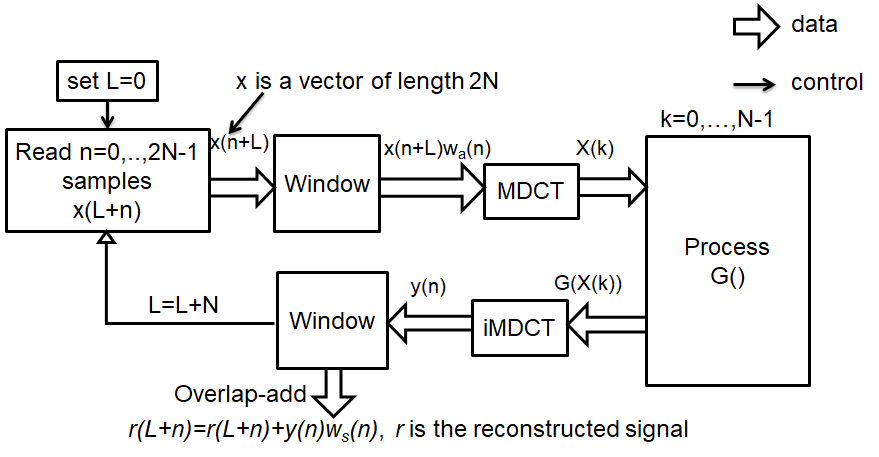 data
set L=0
x is a vector of length 2N
control
k=0,…,N-1
Read n=0,..,2N-1
samples
x(L+n)
x(n+L)
Window
x(n+L)wa(n)
MDCT
X(k)
Process
G()
L=L+N
Window
y(n)
iMDCT
G(X(k))
Overlap-add
r(L+n)=r(L+n)+y(n)ws(n), r is the reconstructed signal